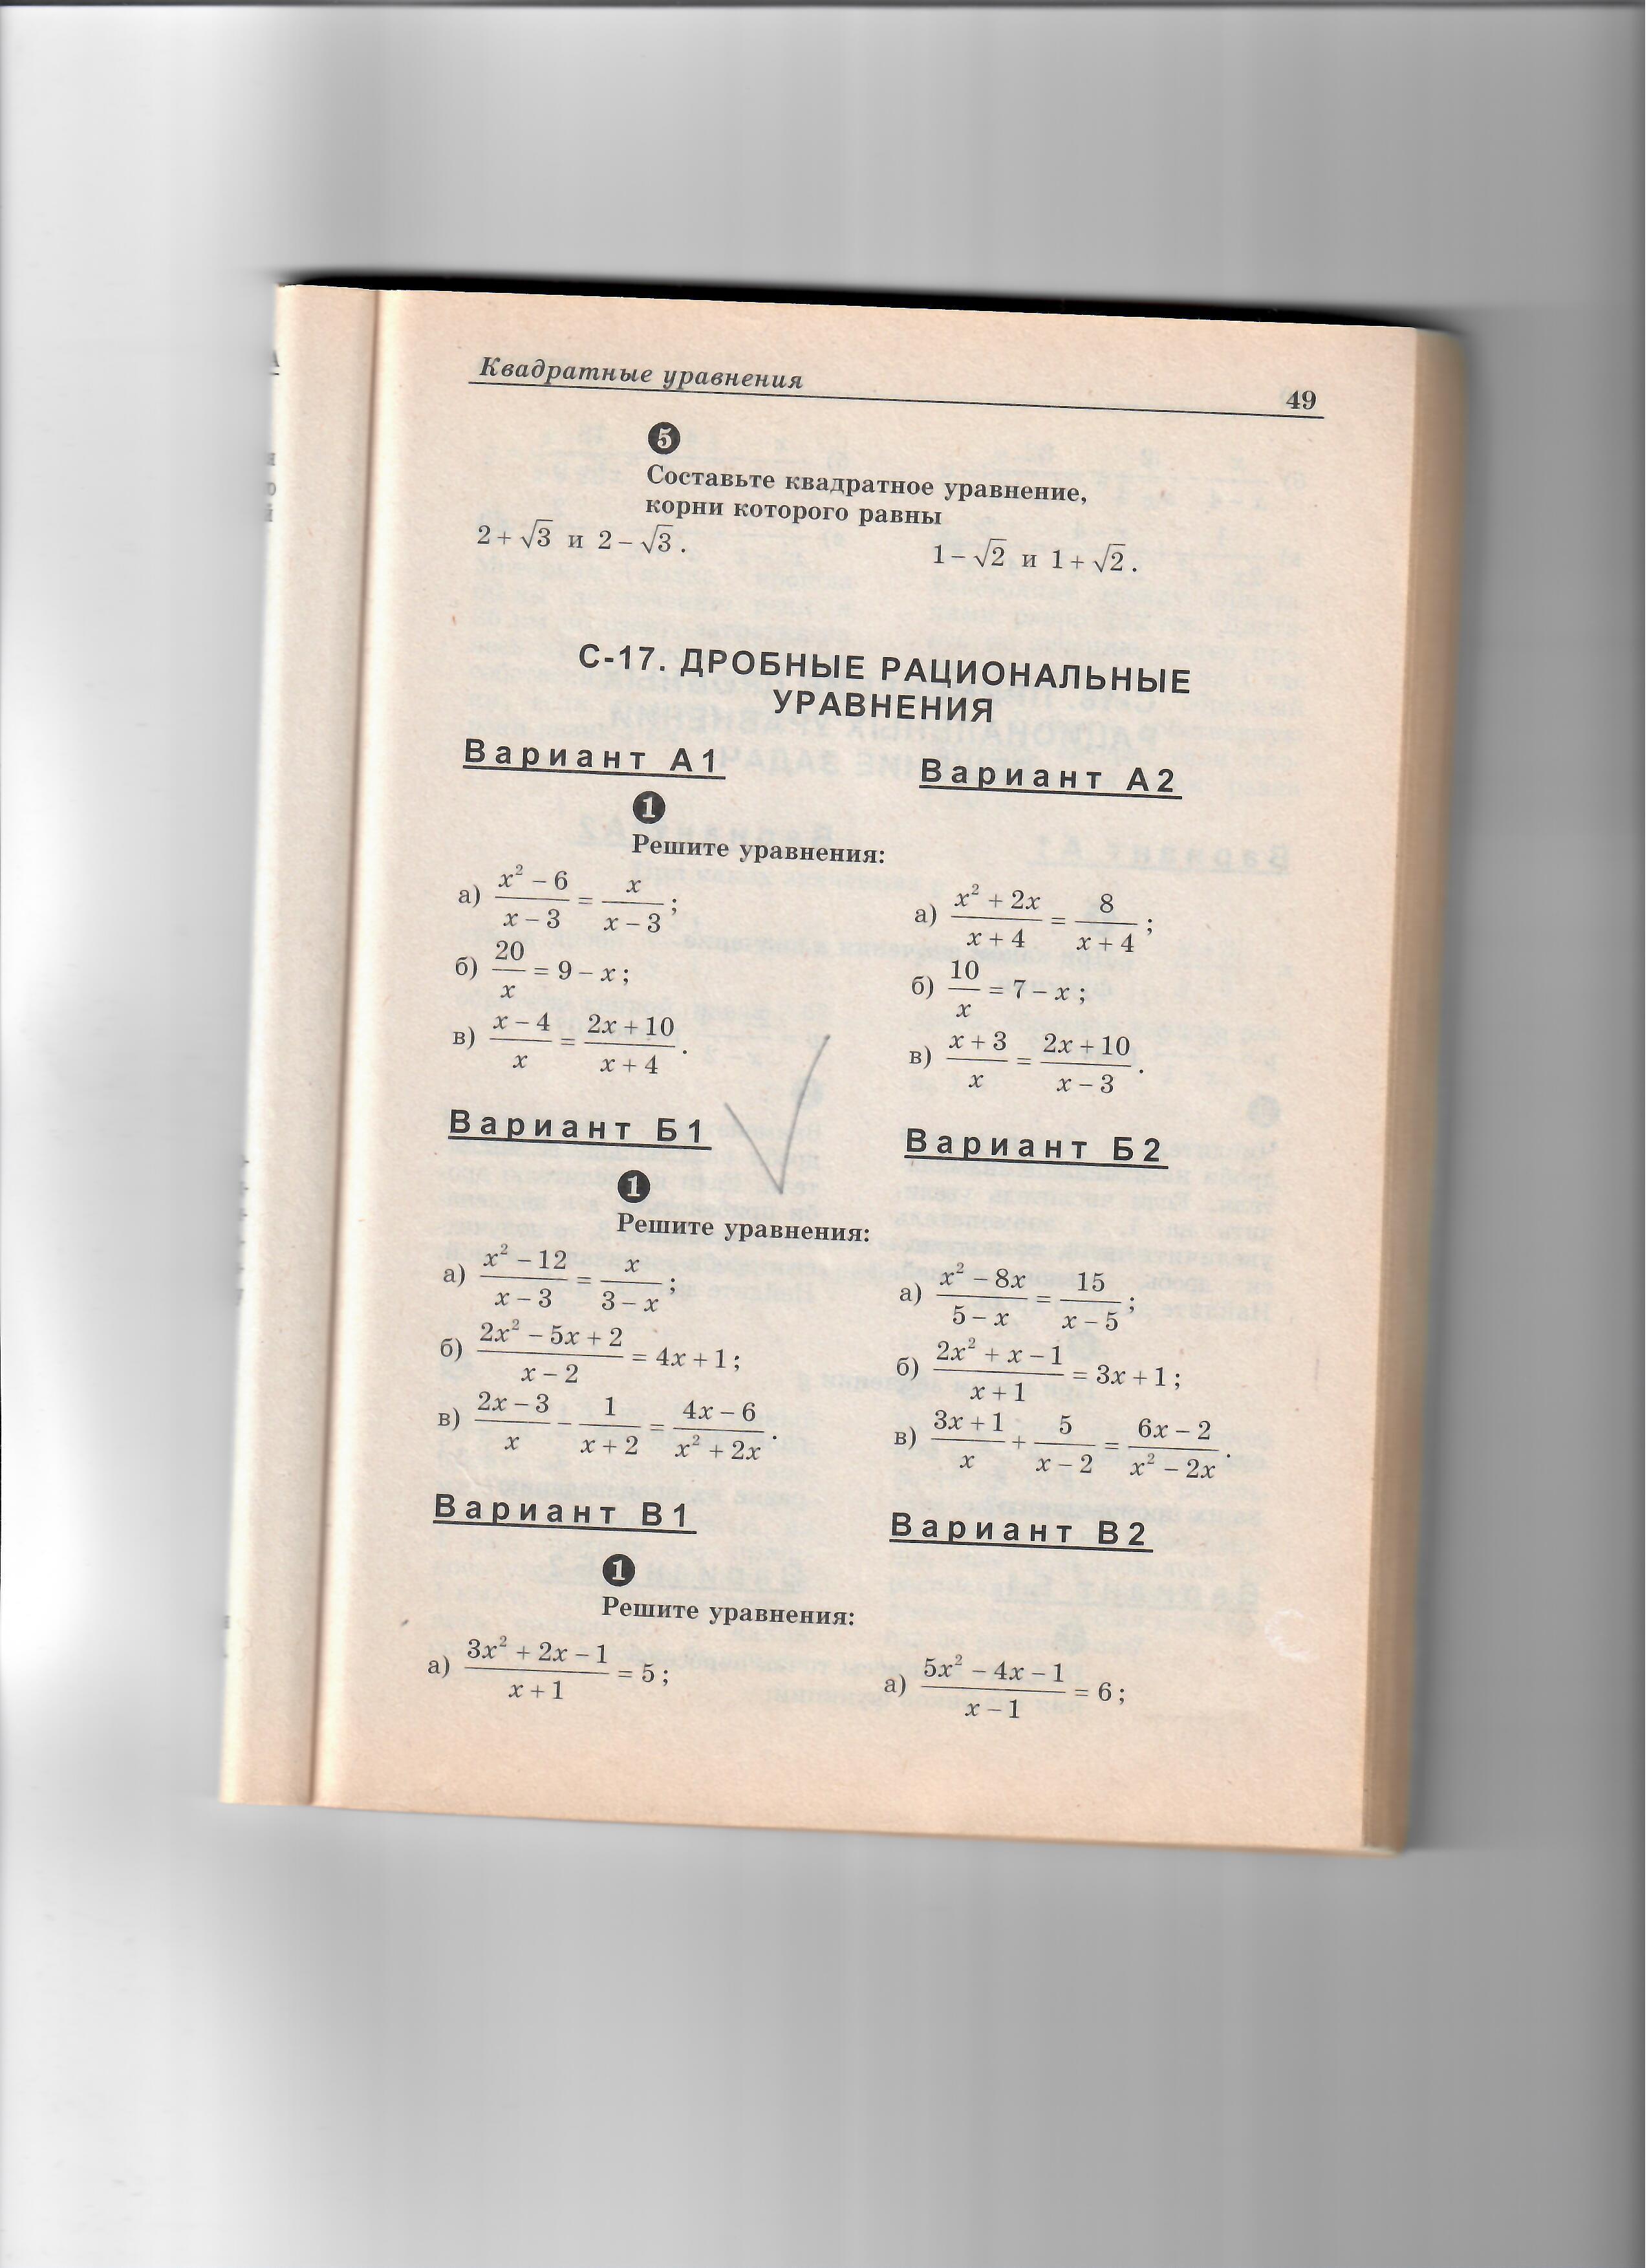 Квадратные уравнения 49
5
Составьте квадратное уравнение,
корни которого равны
2 + √3 и 2 – √3 . 1 – √2 и 1 + √2 .
С-17. ДРОБНЫЕ РАЦИОНАЛЬНЫЕ
УРАВНЕНИЯ
Вариант А1 Вариант А2
1
Решите уравнения:
а) (x² – 6)/(x – 3) = x/(x – 3) ; а) (x² + 2x)/(x + 4) = 8/(x + 4) ;
б) 20/x = 9 – x ; б) 10/x = 7 – x ;
в) (x – 4)/x = (2x + 10)/(x + 4) . в) (x + 3)/x = (2x + 10)/(x – 3) .
Вариант Б1 Вариант Б2
1
Решите уравнения:
а) (x² – 12)/(x – 3) = x/(3 – x) ; а) (x² – 8x)/(5 – x) = 15/(x – 5) ;
б) (2x² – 5x + 2)/(x – 2) = 4x + 1 ; б) (2x² + x – 1)/(x + 1) = 3x + 1 ;
в) (2x – 3)/x – 1/(x + 2) = (4x – 6)/(x² + 2x) . в) (3x + 1)/x + 5/(x – 2) = (6x – 2)/(x² – 2x) .
Вариант В1 Вариант В2
1
Решите уравнения:
а) (3x² + 2x – 1)/(x + 1) = 5 ; а) (5x² – 4x – 1)/(x – 1) = 6 ;